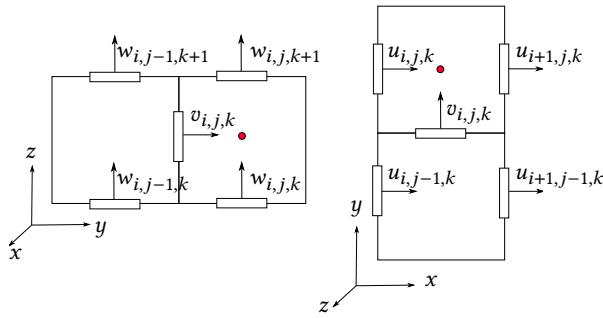 w_{i,j−1,k+1}
w_{i,j,k+1}
v_{i,j,k}
w_{i,j−1,k}
w_{i,j,k}
z
y
x
u_{i,j,k}
u_{i+1,j,k}
v_{i,j,k}
u_{i,j−1,k}
u_{i+1,j−1,k}
y
x
z